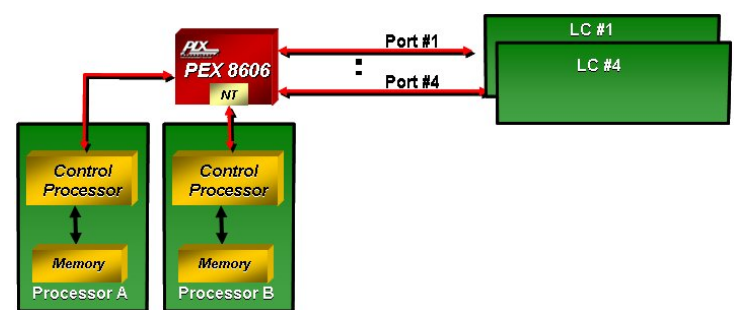 PLX
PEX 8606
NT
Port #1
:
Port #4
LC #1
LC #4
Control
Processor
Memory
Processor A
Control
Processor
Memory
Processor B